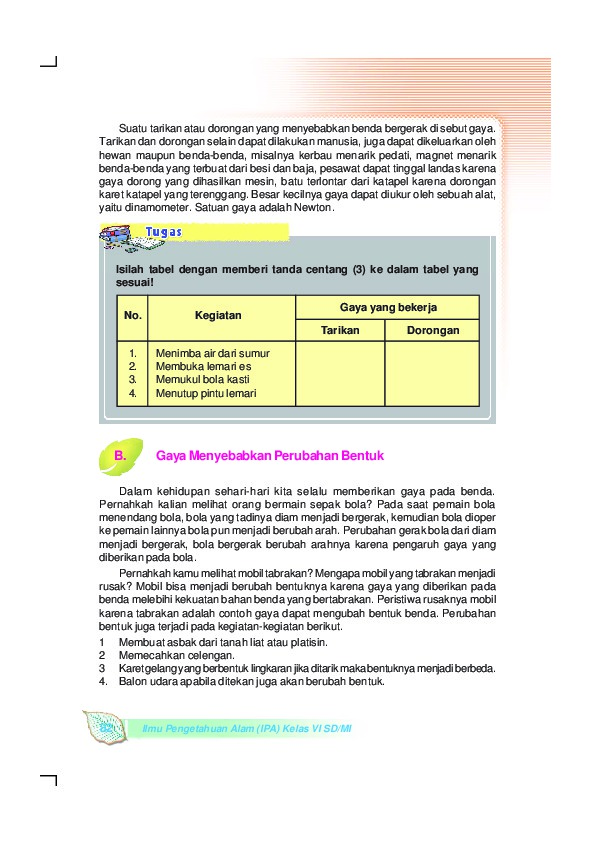 Suatu tarikan atau dorongan yang menyebabkan benda bergerak di sebut gaya.
Tarikan dan dorongan selain dapat dilakukan manusia, juga dapat dikeluarkan oleh
hewan maupun benda-benda, misalnya kerbau menarik pedati, magnet menarik
benda-benda yang terbuat dari besi dan baja, pesawat dapat tinggal landas karena
gaya dorong yang dihasilkan mesin, batu terlontar dari katapel karena dorongan
karet katapel yang terenggang. Besar kecilnya gaya dapat diukur oleh sebuah alat,
yaitu dinamometer. Satuan gaya adalah Newton.
Tugas
Isilah tabel dengan memberi tanda centang (3) ke dalam tabel yang
sesuai!
No. Kegiatan Gaya yang bekerja
Tarikan Dorongan
1. Menimba air dari sumur
2. Membuka lemari es
3. Memukul bola kasti
4. Menutup pintu lemari
B. Gaya Menyebabkan Perubahan Bentuk
Dalam kehidupan sehari-hari kita selalu memberikan gaya pada benda.
Pernahkah kalian melihat orang bermain sepak bola? Pada saat pemain bola
menendang bola, bola yang tadinya diam menjadi bergerak, kemudian bola dioper
ke pemain lainnya bola pun menjadi berubah arah. Perubahan gerak bola dari diam
menjadi bergerak, bola bergerak berubah arahnya karena pengaruh gaya yang
diberikan pada bola.
Pernahkah kamu melihat mobil tabrakan? Mengapa mobil yang tabrakan menjadi
rusak? Mobil bisa menjadi berubah bentuknya karena gaya yang diberikan pada
benda melebihi kekuatan bahan benda yang bertabrakan. Peristiwa rusaknya mobil
karena tabrakan adalah contoh gaya dapat mengubah bentuk benda. Perubahan
bentuk juga terjadi pada kegiatan-kegiatan berikut.
1 Membuat asbak dari tanah liat atau platisin.
2 Memecahkan celengan.
3 Karet gelang yang berbentuk lingkaran jika ditarik maka bentuknya menjadi berbeda.
4. Balon udara apabila ditekan juga akan berubah bentuk.
82 Ilmu Pengetahuan Alam (IPA) Kelas VI SD/MI